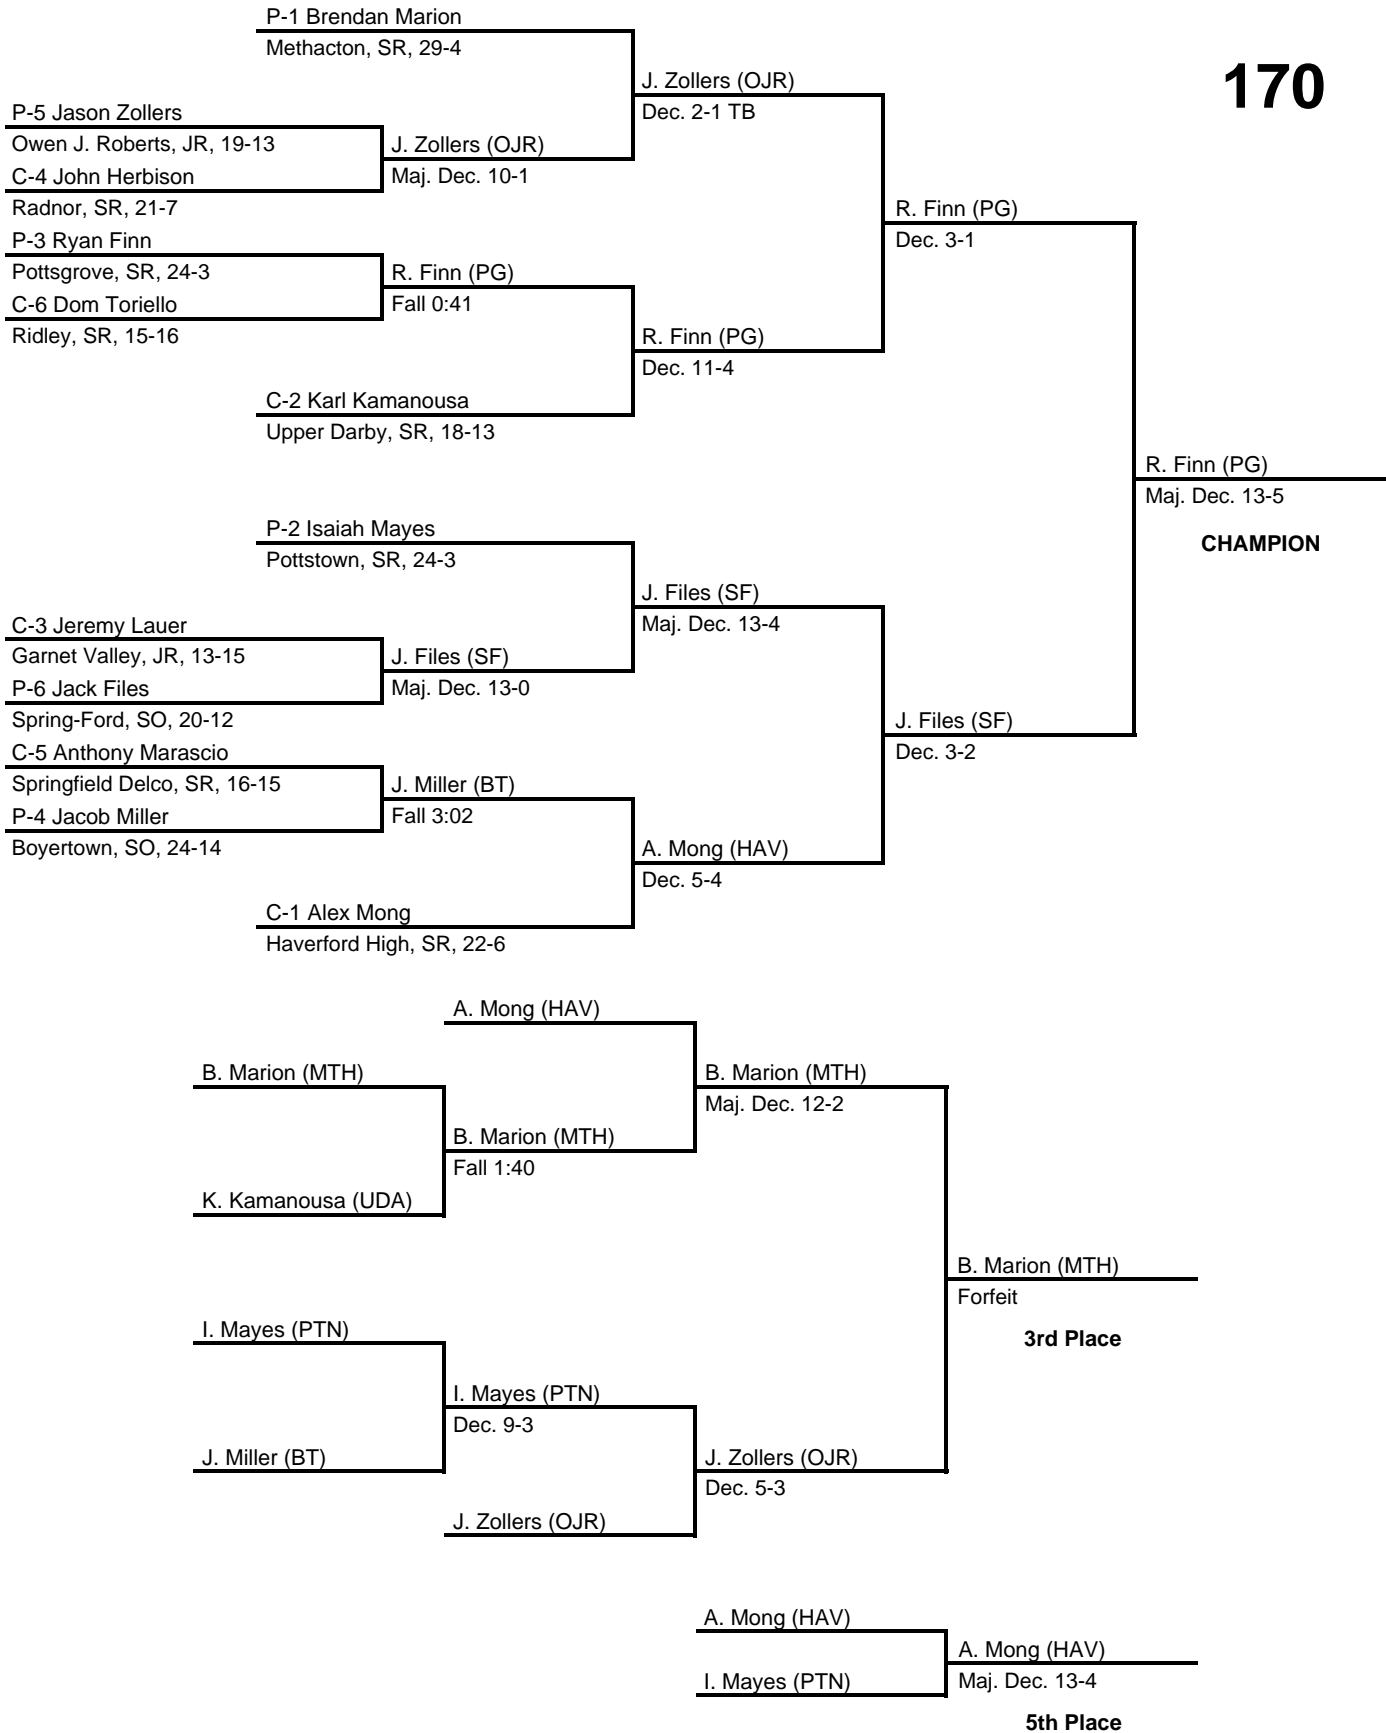 P-1 Brendan Marion
Methacton, SR, 29-4
170
J. Zollers (OJR)
Dec. 2-1 TB
P-5 Jason Zollers
Owen J. Roberts, JR, 19-13
J. Zollers (OJR)
Maj. Dec. 10-1
C-4 John Herbison
Radnor, SR, 21-7
R. Finn (PG)
Dec. 3-1
P-3 Ryan Finn
Pottsgrove, SR, 24-3
R. Finn (PG)
Fall 0:41
C-6 Dom Toriello
Ridley, SR, 15-16
R. Finn (PG)
Dec. 11-4
C-2 Karl Kamanousa
Upper Darby, SR, 18-13
R. Finn (PG)
Maj. Dec. 13-5
CHAMPION
P-2 Isaiah Mayes
Pottstown, SR, 24-3
J. Files (SF)
Maj. Dec. 13-4
C-3 Jeremy Lauer
Garnet Valley, JR, 13-15
J. Files (SF)
Maj. Dec. 13-0
P-6 Jack Files
Spring-Ford, SO, 20-12
J. Files (SF)
Dec. 3-2
C-5 Anthony Marascio
Springfield Delco, SR, 16-15
J. Miller (BT)
Fall 3:02
P-4 Jacob Miller
Boyertown, SO, 24-14
A. Mong (HAV)
Dec. 5-4
C-1 Alex Mong
Haverford High, SR, 22-6
A. Mong (HAV)
B. Marion (MTH)
B. Marion (MTH)
Maj. Dec. 12-2
B. Marion (MTH)
Fall 1:40
K. Kamanousa (UDA)
B. Marion (MTH)
Forfeit
3rd Place
I. Mayes (PTN)
I. Mayes (PTN)
Dec. 9-3
J. Miller (BT)
J. Zollers (OJR)
Dec. 5-3
J. Zollers (OJR)
A. Mong (HAV)
A. Mong (HAV)
Maj. Dec. 13-4
I. Mayes (PTN)
5th Place